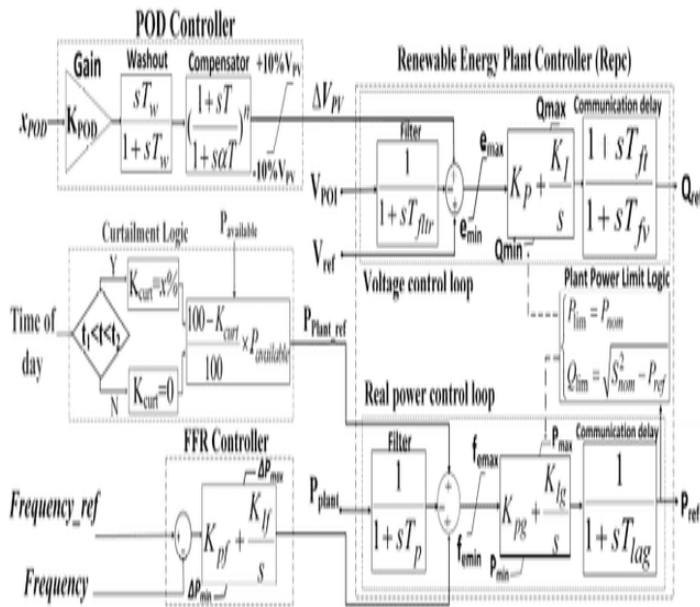 POD Controller
Gain
Washout
Compensator
+10%V_PV
x_POD
K_POD
sT_w
1+sT_w
(1+sT
1+sαT)^n
-10%V_PV
ΔV_PV
Renewable Energy Plant Controller (Repc)
Filter
1
1+sT_fltr
V_POI
V_ref
e_max
e_min
Qmax
K_P + K_I
s
Qmin
Communication delay
1+sT_ft
1+sT_fv
Q_ref
Voltage control loop
Plant Power Limit Logic
P_lim = P_nom
Q_lim = √S²_nom − P_ref
Curtailment Logic
P_available
Time of
day
t₁<t<t₂
Y
K_curt=x%
N
K_curt=0
100−K_curt
100
×P_available
P_Plant_ref
Real power control loop
Filter
1
1+sT_p
P_plant
f_emax
f_emin
P_max
K_pg + K_Ig
s
P_min
Communication delay
1
1+sT_lag
P_ref
FFR Controller
ΔP_max
Frequency_ref
K_pf + K_If
s
Frequency
ΔP_min